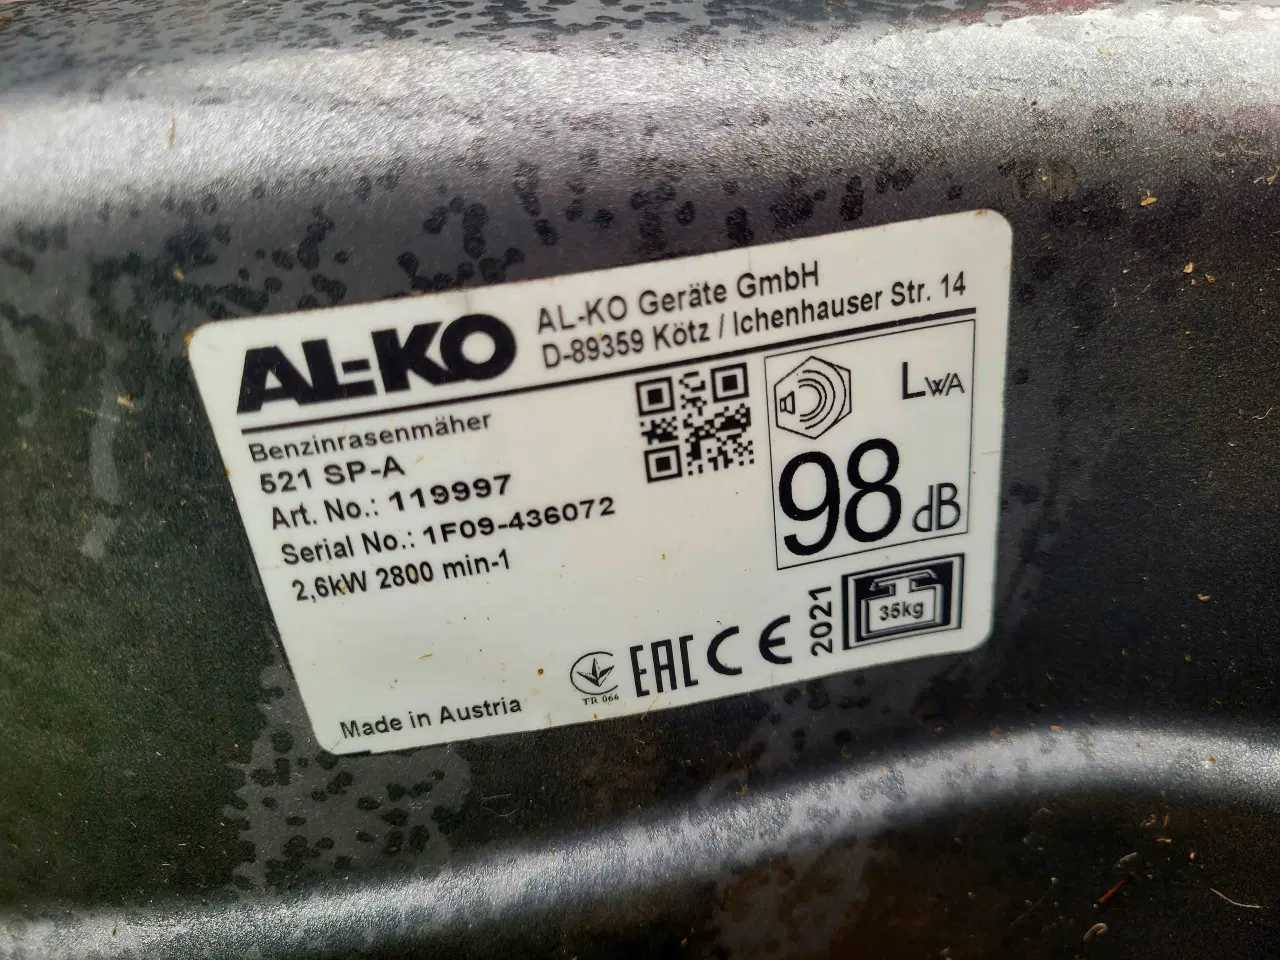 AL-KO
AL-KO Geräte GmbH
D-89359 Kötz / Ichenhauser Str. 14
Benzinrasenmäher
521 SP-A
Art. No.: 119997
Serial No.: 1F09-436072
2,6kW 2800 min-1
LWA
98 dB
TR 066
EAC CE
2021
35kg
Made in Austria